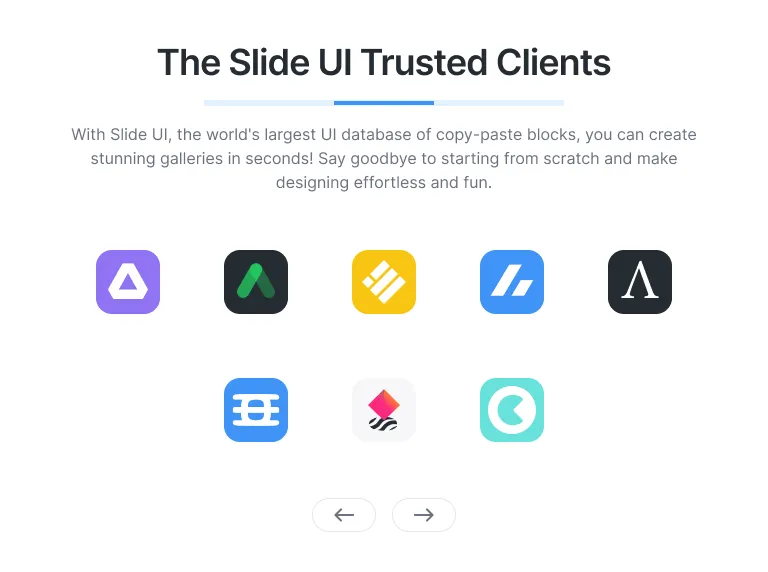 The Slide UI Trusted Clients
With Slide UI, the world's largest UI database of copy-paste blocks, you can create
stunning galleries in seconds! Say goodbye to starting from scratch and make
designing effortless and fun.